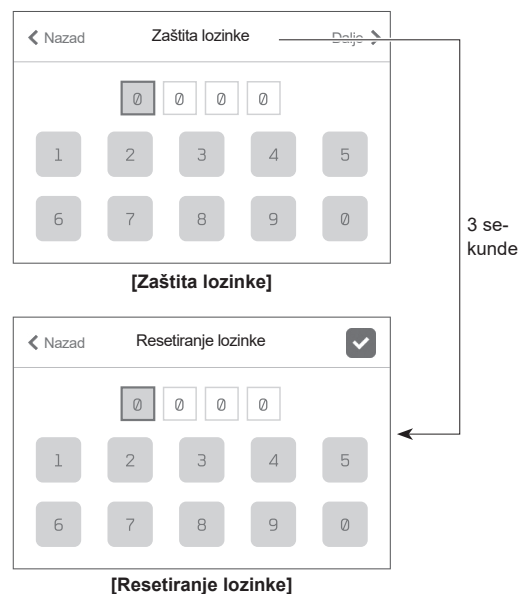 Nazad Zaštita lozinke Dalje
0 0 0 0
1 2 3 4 5
6 7 8 9 0
3 se-
kunde
[Zaštita lozinke]
Nazad Resetiranje lozinke
0 0 0 0
1 2 3 4 5
6 7 8 9 0
[Resetiranje lozinke]